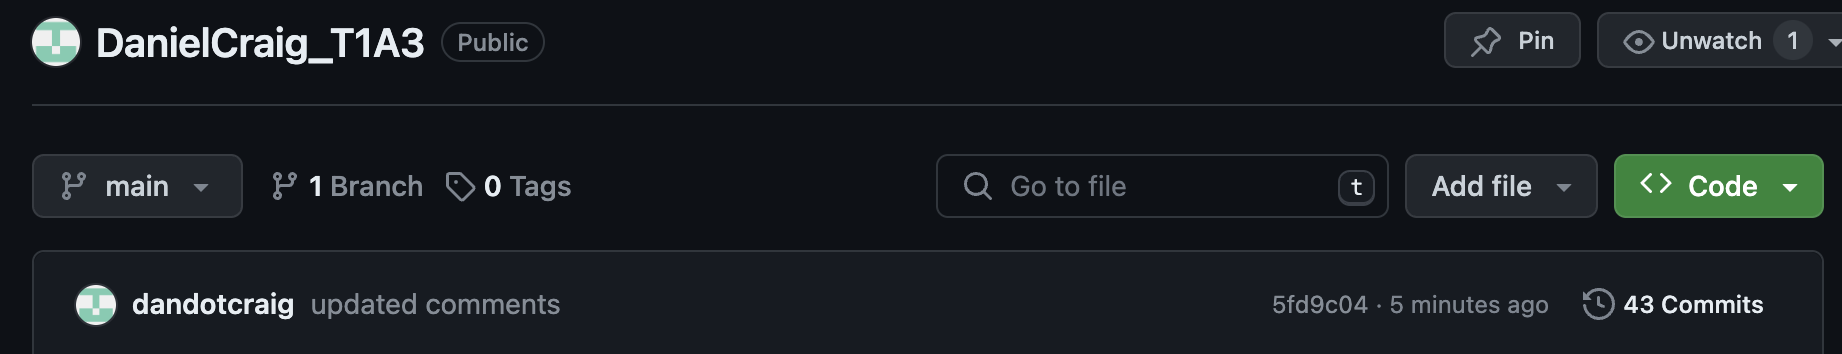 DanielCraig_T1A3 Public Pin Unwatch 1
main 1 Branch 0 Tags Go to file t Add file Code
dandotcraig updated comments 5fd9c04 · 5 minutes ago 43 Commits